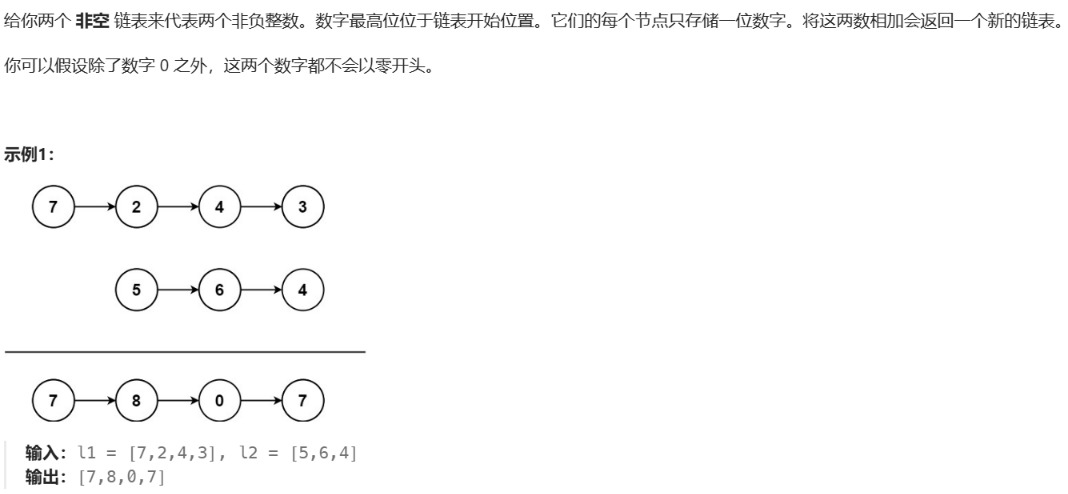 给你两个 非空 链表来代表两个非负整数。数字最高位位于链表开始位置。它们的每个节点只存储一位数字。将这两数相加会返回一个新的链表。
你可以假设除了数字 0 之外，这两个数字都不会以零开头。
示例1：
7 2 4 3
5 6 4
7 8 0 7
输入：l1 = [7,2,4,3], l2 = [5,6,4]
输出：[7,8,0,7]